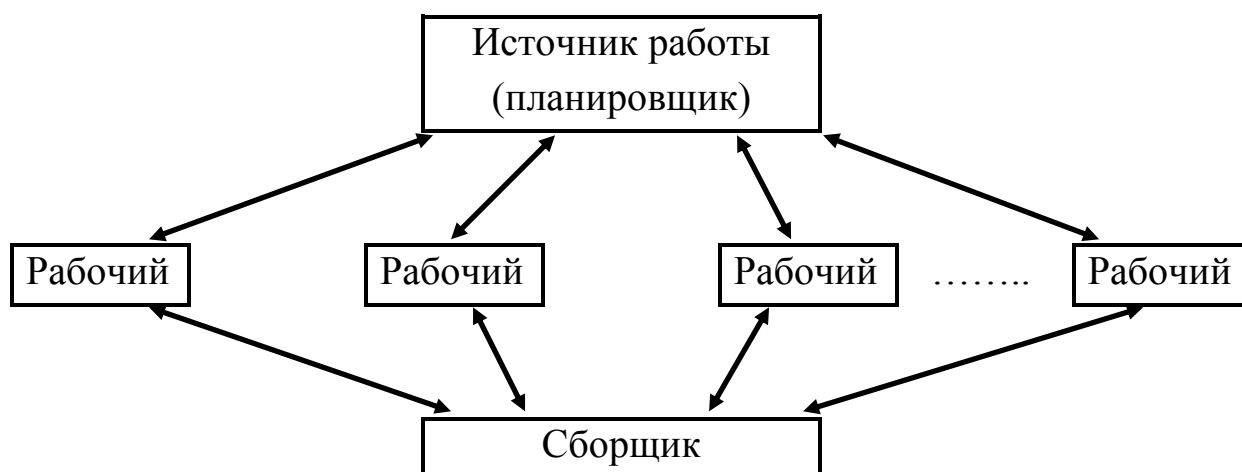 Источник работы
(планировщик)
Рабочий Рабочий Рабочий …….. Рабочий
Сборщик